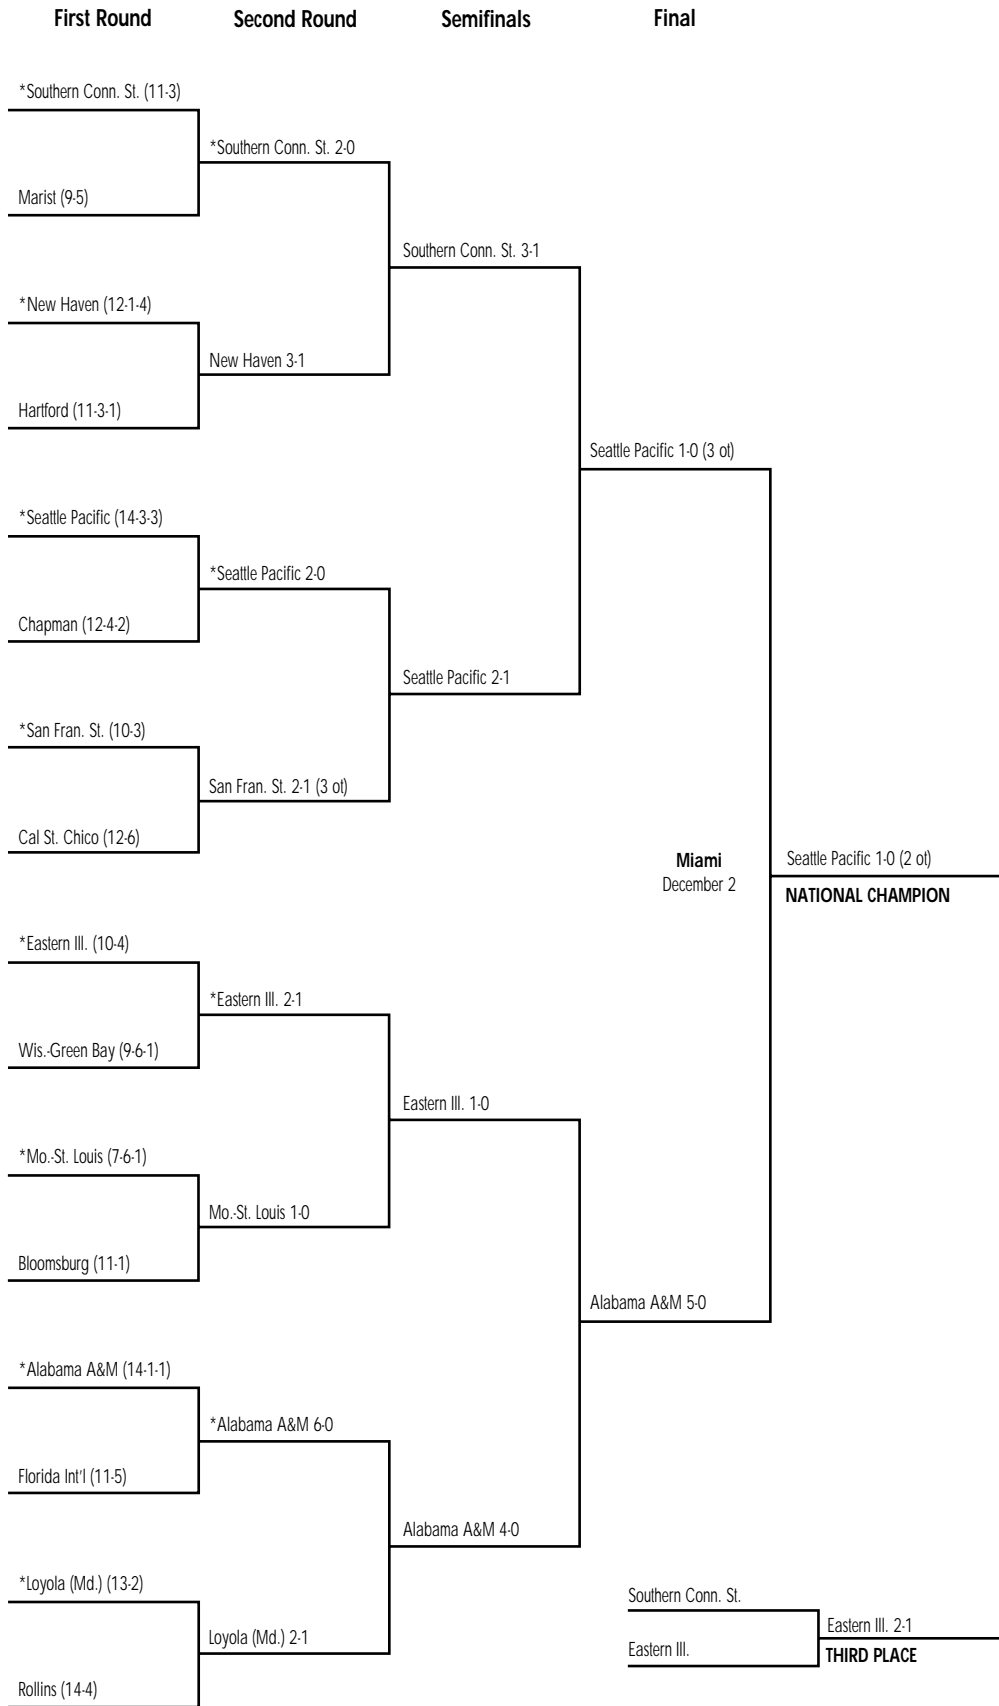 First Round Second Round Semifinals Final
*Southern Conn. St. (11-3)
*Southern Conn. St. 2-0
Marist (9-5)
Southern Conn. St. 3-1
*New Haven (12-1-4)
New Haven 3-1
Hartford (11-3-1)
Seattle Pacific 1-0 (3 ot)
*Seattle Pacific (14-3-3)
*Seattle Pacific 2-0
Chapman (12-4-2)
Seattle Pacific 2-1
*San Fran. St. (10-3)
San Fran. St. 2-1 (3 ot)
Cal St. Chico (12-6)
Miami
December 2
Seattle Pacific 1-0 (2 ot)
NATIONAL CHAMPION
*Eastern Ill. (10-4)
*Eastern Ill. 2-1
Wis.-Green Bay (9-6-1)
Eastern Ill. 1-0
*Mo.-St. Louis (7-6-1)
Mo.-St. Louis 1-0
Bloomsburg (11-1)
Alabama A&M 5-0
*Alabama A&M (14-1-1)
*Alabama A&M 6-0
Florida Int'l (11-5)
Alabama A&M 4-0
*Loyola (Md.) (13-2)
Loyola (Md.) 2-1
Rollins (14-4)
Southern Conn. St.
Eastern Ill. 2-1
Eastern Ill.
THIRD PLACE